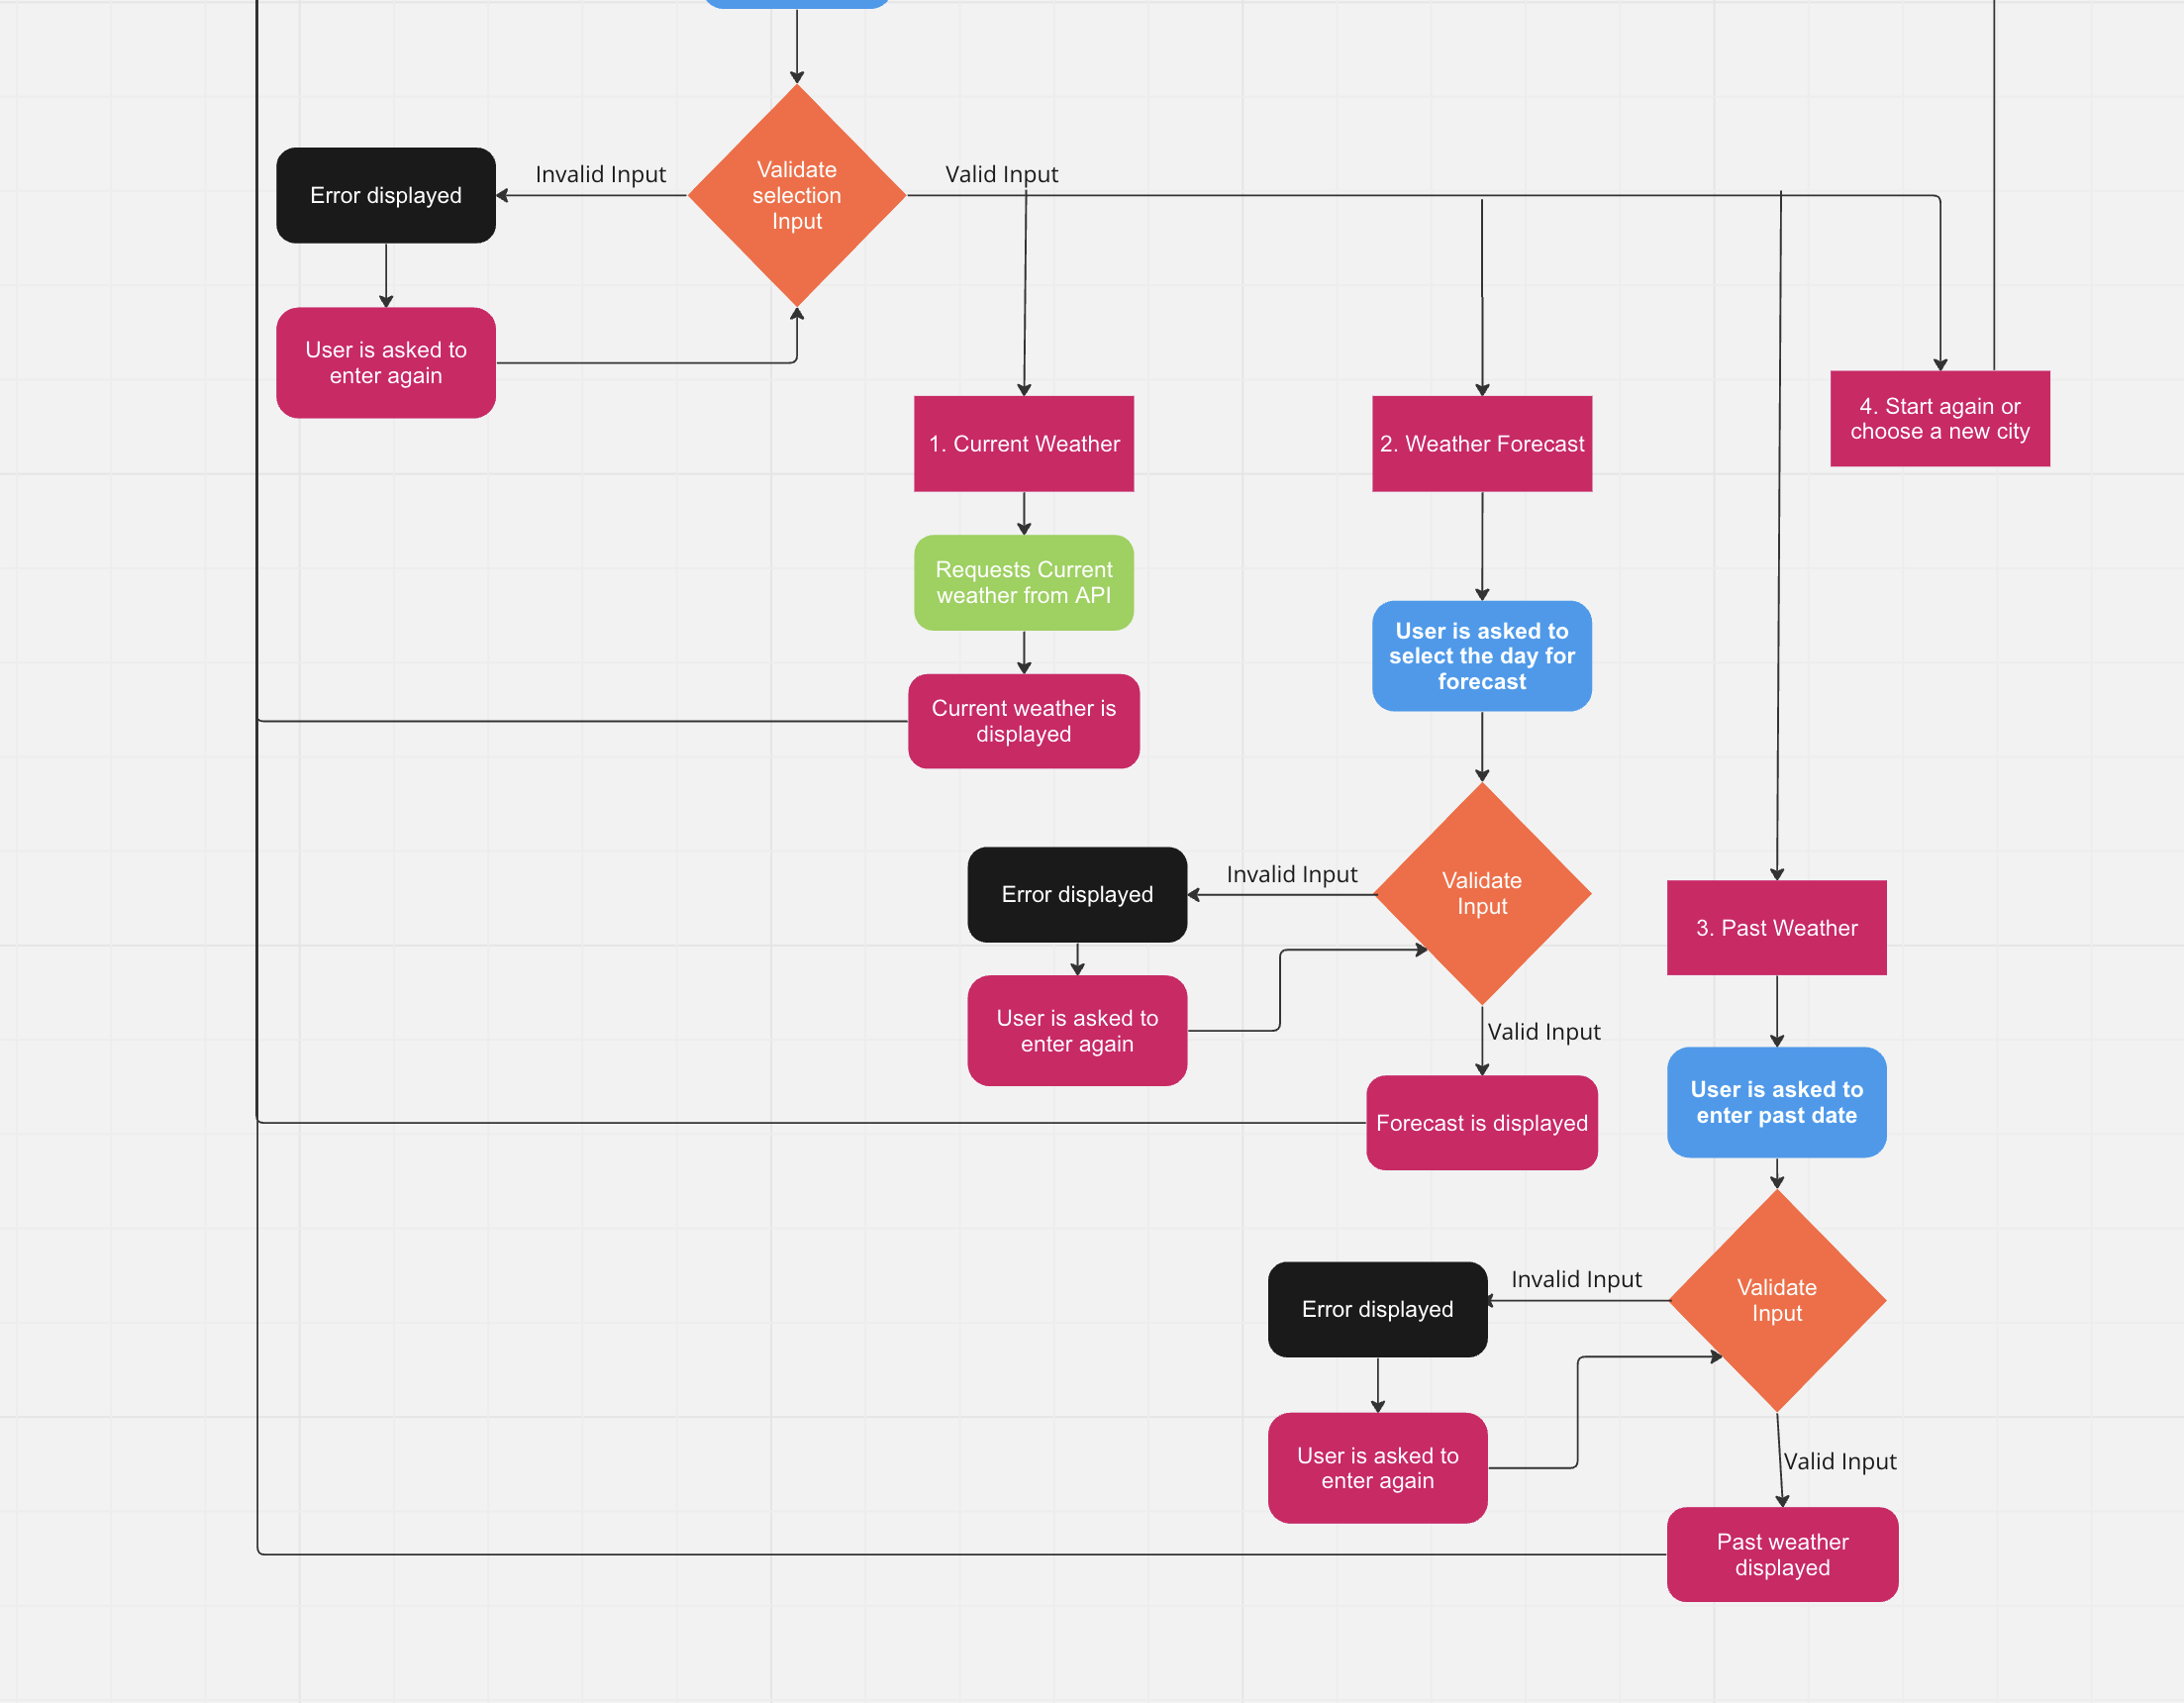 Validate
selection
Input
Invalid Input
Valid Input
Error displayed
User is asked to
enter again
1. Current Weather
2. Weather Forecast
4. Start again or
choose a new city
Requests Current
weather from API
User is asked to
select the day for
forecast
Current weather is
displayed
Validate
Input
Invalid Input
Error displayed
User is asked to
enter again
Valid Input
Forecast is displayed
3. Past Weather
User is asked to
enter past date
Validate
Input
Invalid Input
Error displayed
User is asked to
enter again
Valid Input
Past weather
displayed